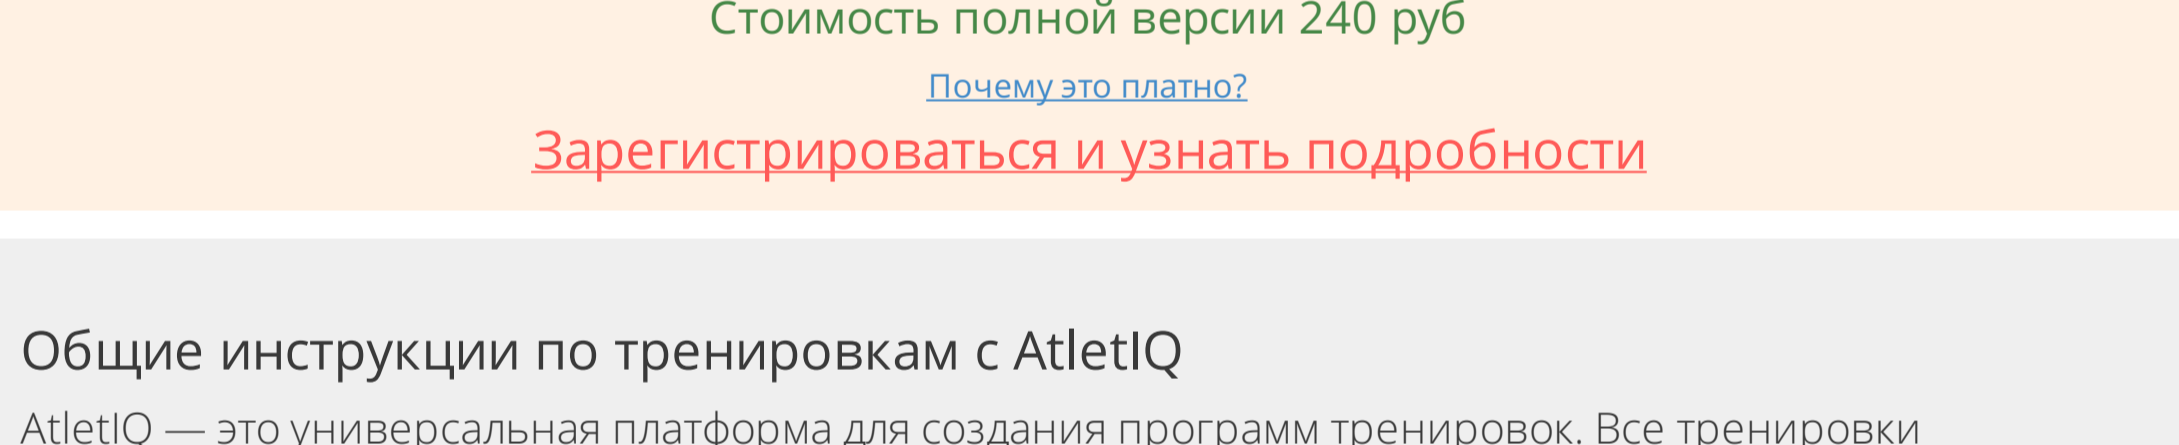 Стоимость полной версии 240 руб
Почему это платно?
Зарегистрироваться и узнать подробности
Общие инструкции по тренировкам с AtletIQ
AtletIQ — это универсальная платформа для создания программ тренировок. Все тренировки